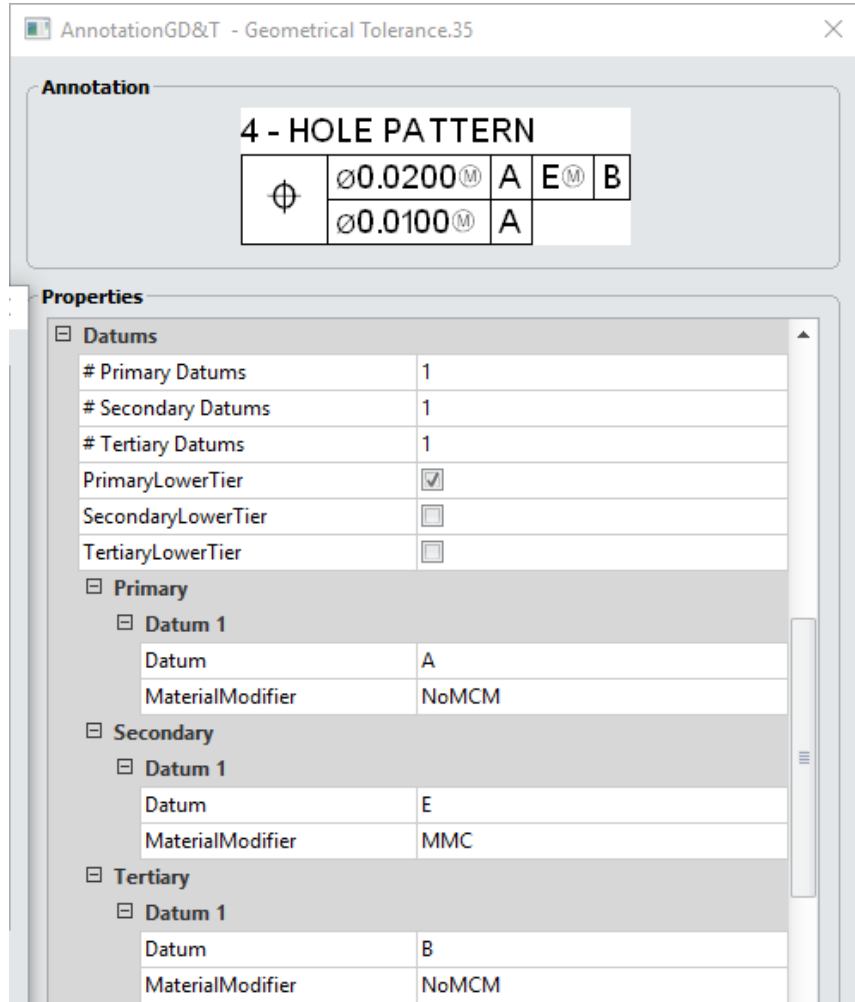 AnnotationGD&T - Geometrical Tolerance.35
Annotation
4 - HOLE PATTERN
⌀0.0200Ⓜ A EⓂ B
⌀0.0100Ⓜ A
Properties
Datums
# Primary Datums 1
# Secondary Datums 1
# Tertiary Datums 1
PrimaryLowerTier
SecondaryLowerTier
TertiaryLowerTier
Primary
Datum 1
Datum A
MaterialModifier NoMCM
Secondary
Datum 1
Datum E
MaterialModifier MMC
Tertiary
Datum 1
Datum B
MaterialModifier NoMCM